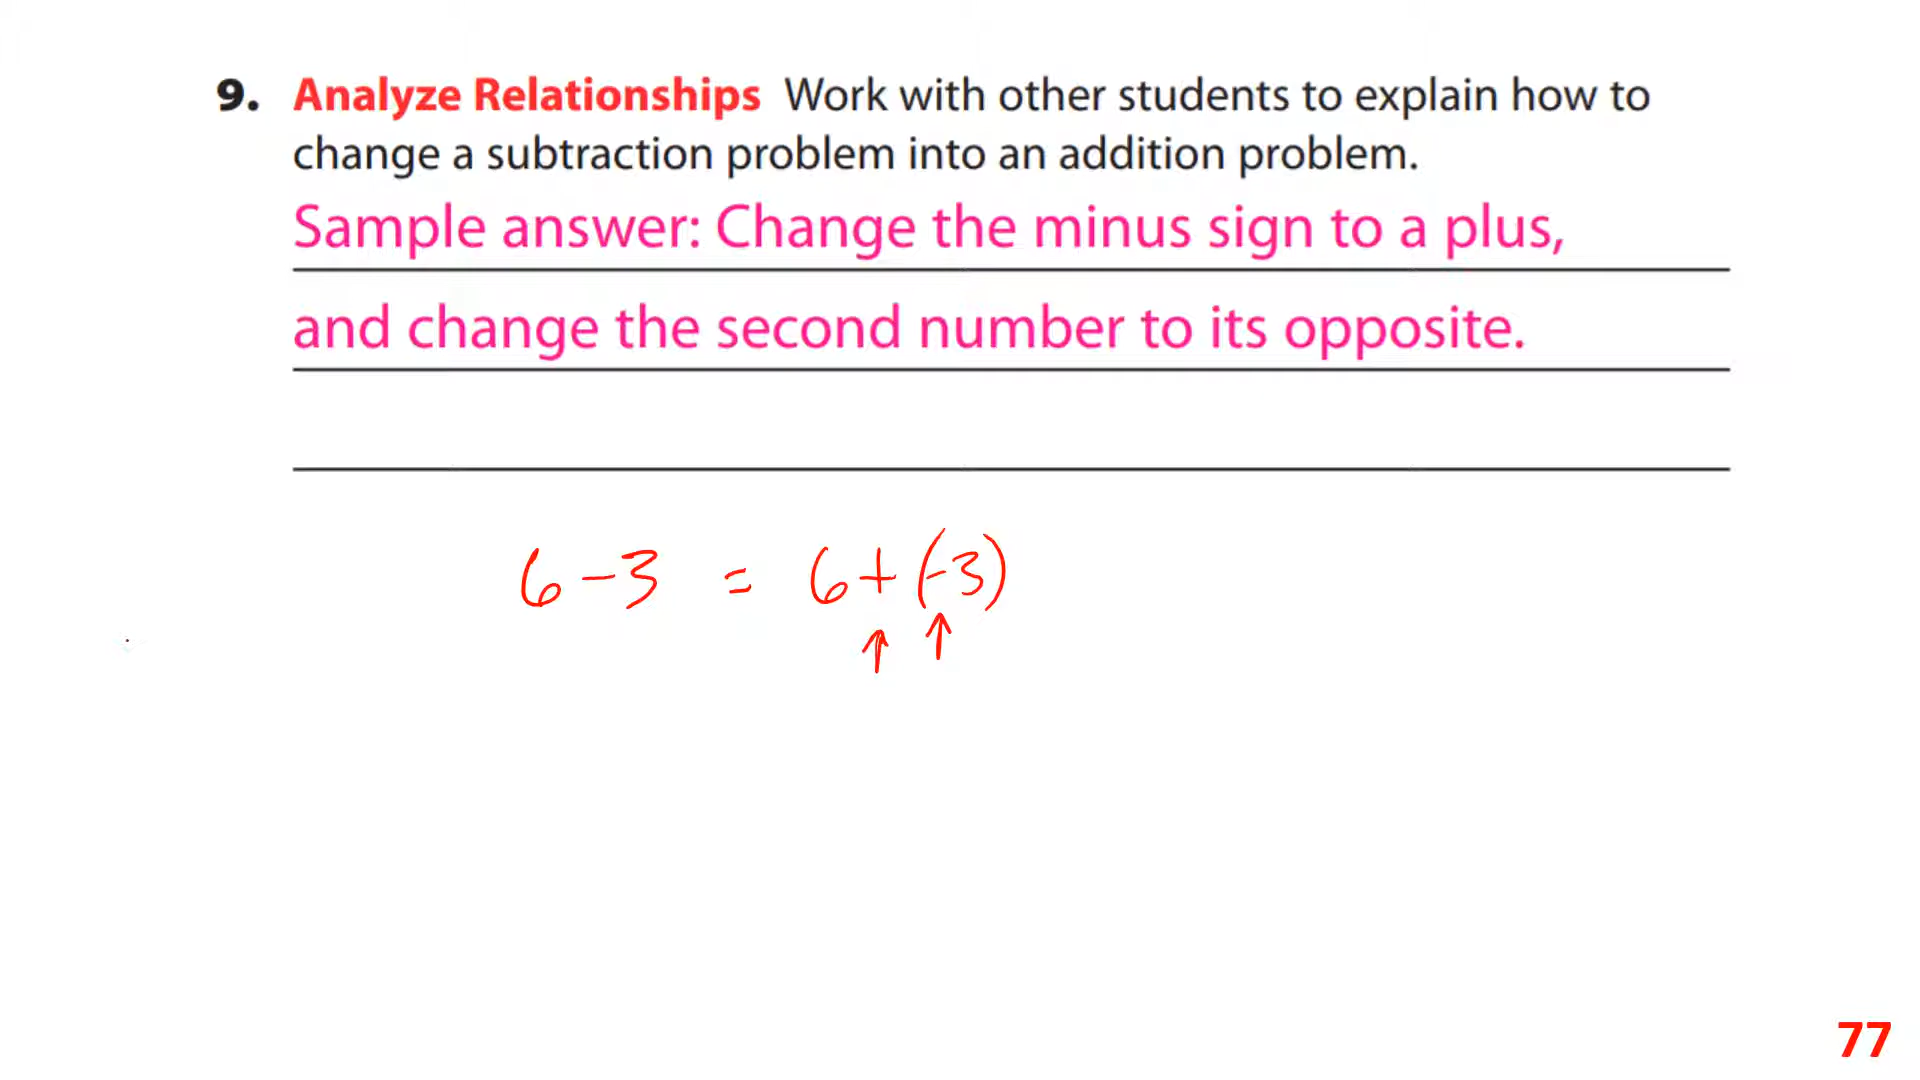 9. Analyze Relationships Work with other students to explain how to
change a subtraction problem into an addition problem.
Sample answer: Change the minus sign to a plus,
and change the second number to its opposite.
6 - 3 = 6 + (-3)
77